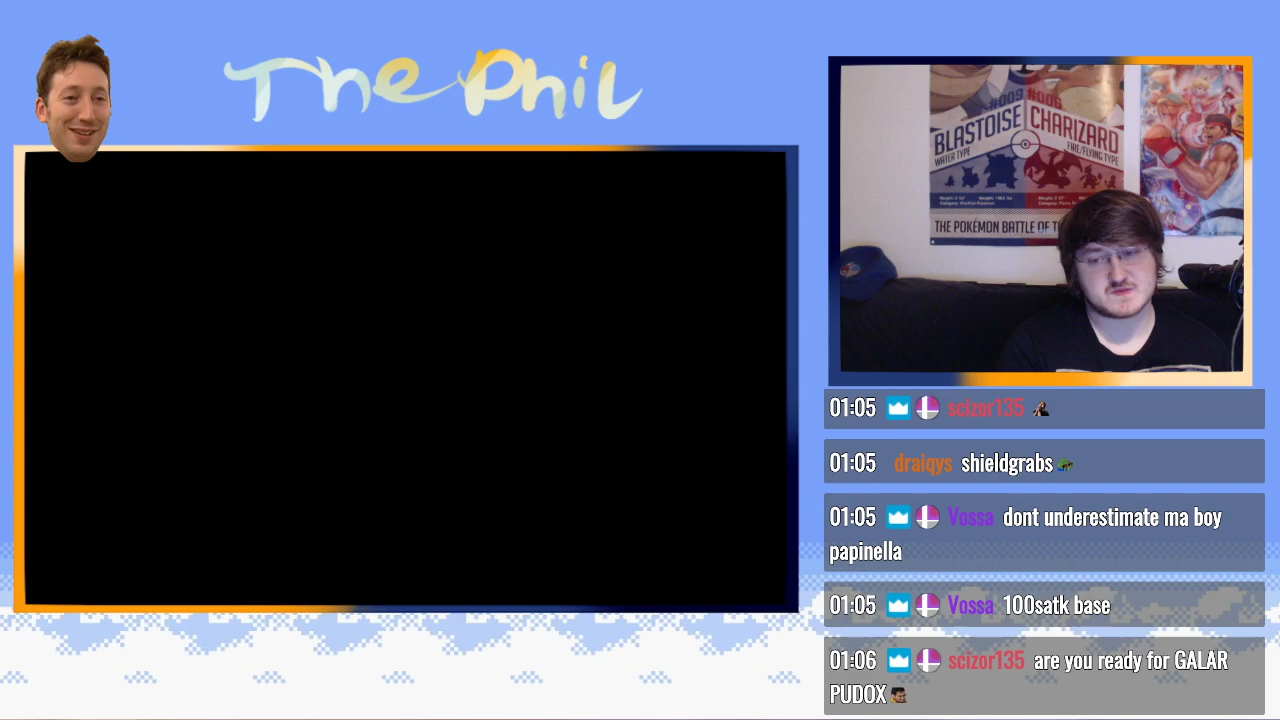 The Phil
#009 #006
BLASTOISE CHARIZARD
WATER TYPE FIRE/FLYING TYPE
THE POKÉMON BATTLE OF
01:05 scizor135
01:05 draiqys shieldgrabs
01:05 Vossa dont underestimate ma boy
papinella
01:05 Vossa 100satk base
01:06 scizor135 are you ready for GALAR
PUDOX